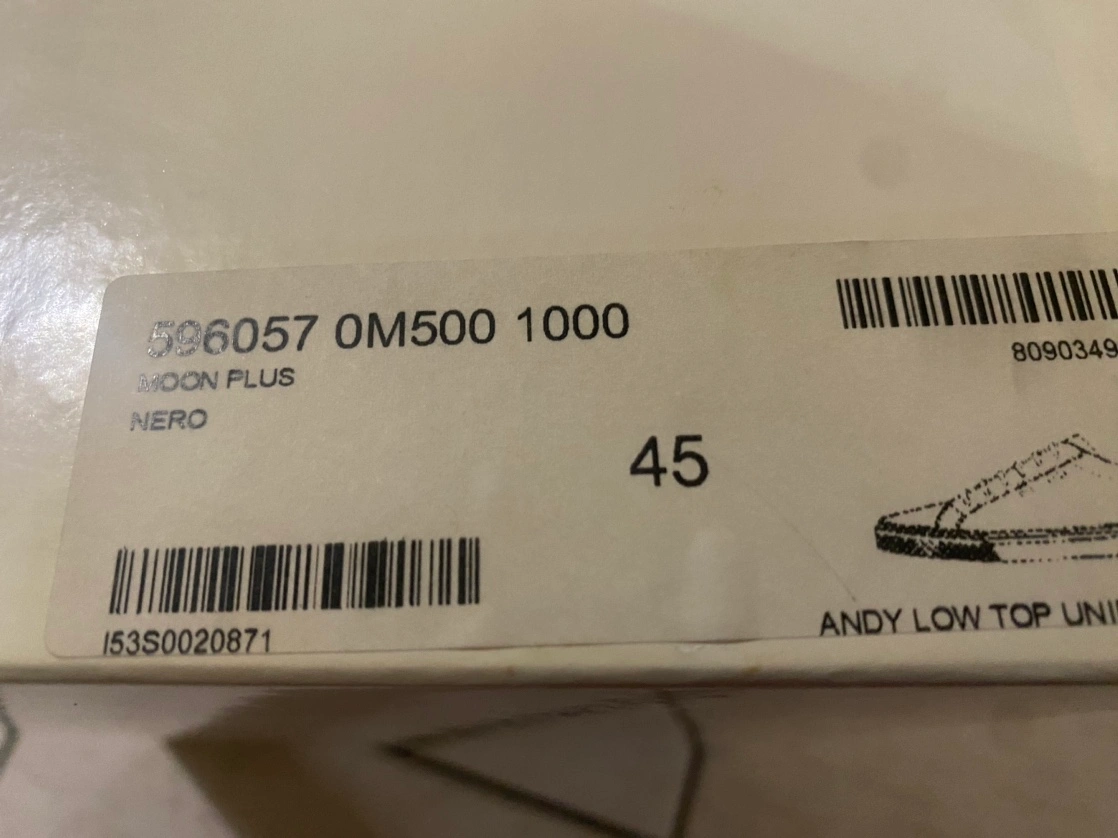 596057 0M500 1000
MOON PLUS
NERO
8090349
45
I53S0020871
ANDY LOW TOP UNI